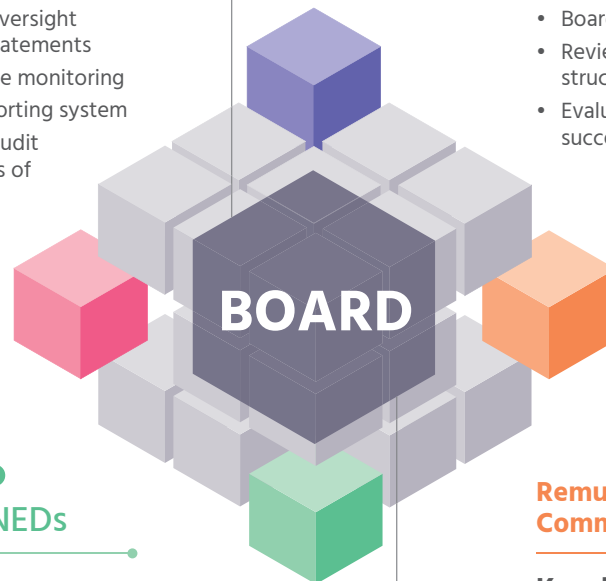 versight
atements
e monitoring
orting system
udit
s of
• Boar
• Revie
struc
• Evalu
succe
BOARD
NEDs
Remu
Comm